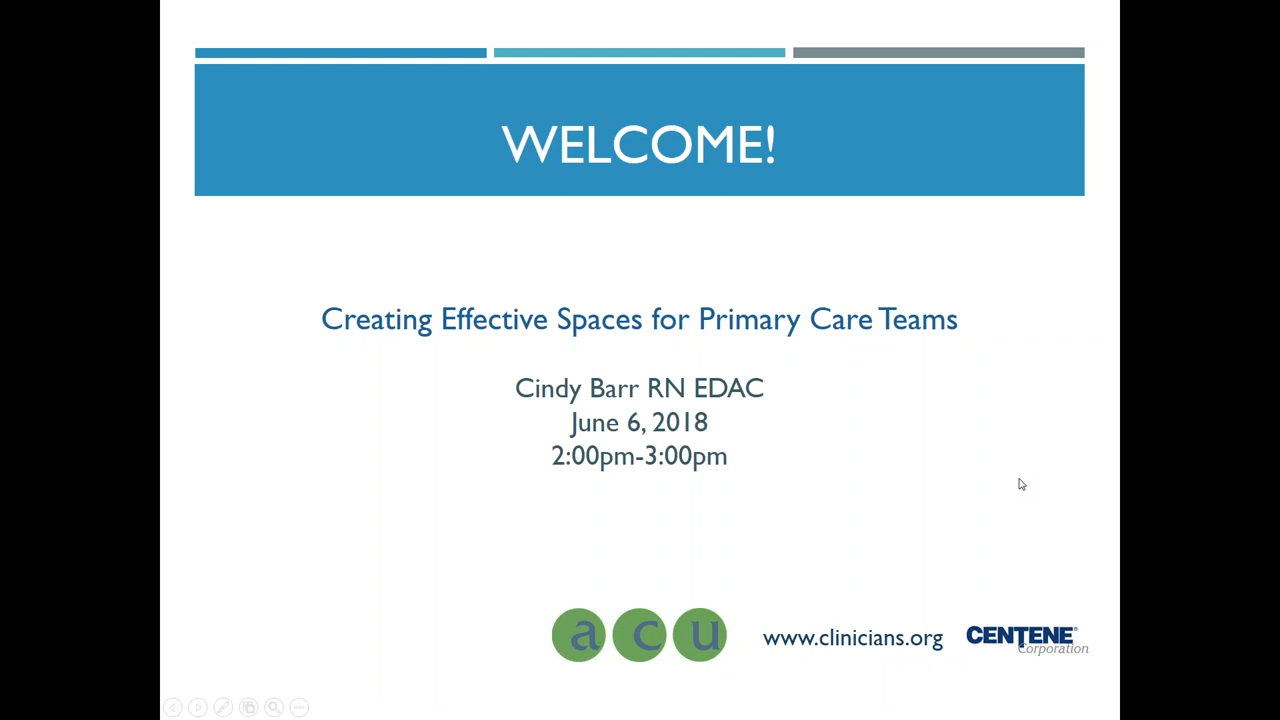 WELCOME!
Creating Effective Spaces for Primary Care Teams
Cindy Barr RN EDAC
June 6, 2018
2:00pm-3:00pm
a c u
www.clinicians.org
CENTENE®
Corporation